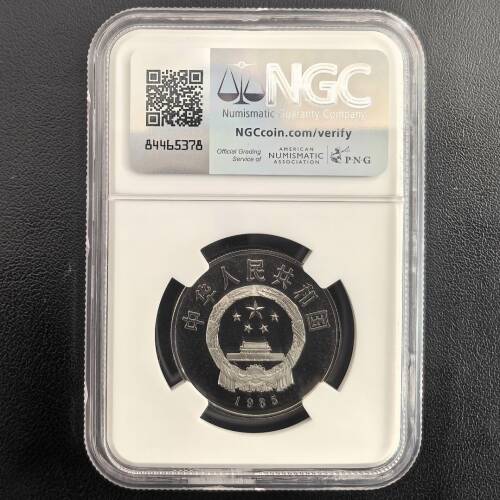 NGC
Numismatic Guaranty Company
NGCcoin.com/verify
84465378
Official Grading
Service of
AMERICAN
NUMISMATIC
ASSOCIATION
PNG
中华人民共和国
1985